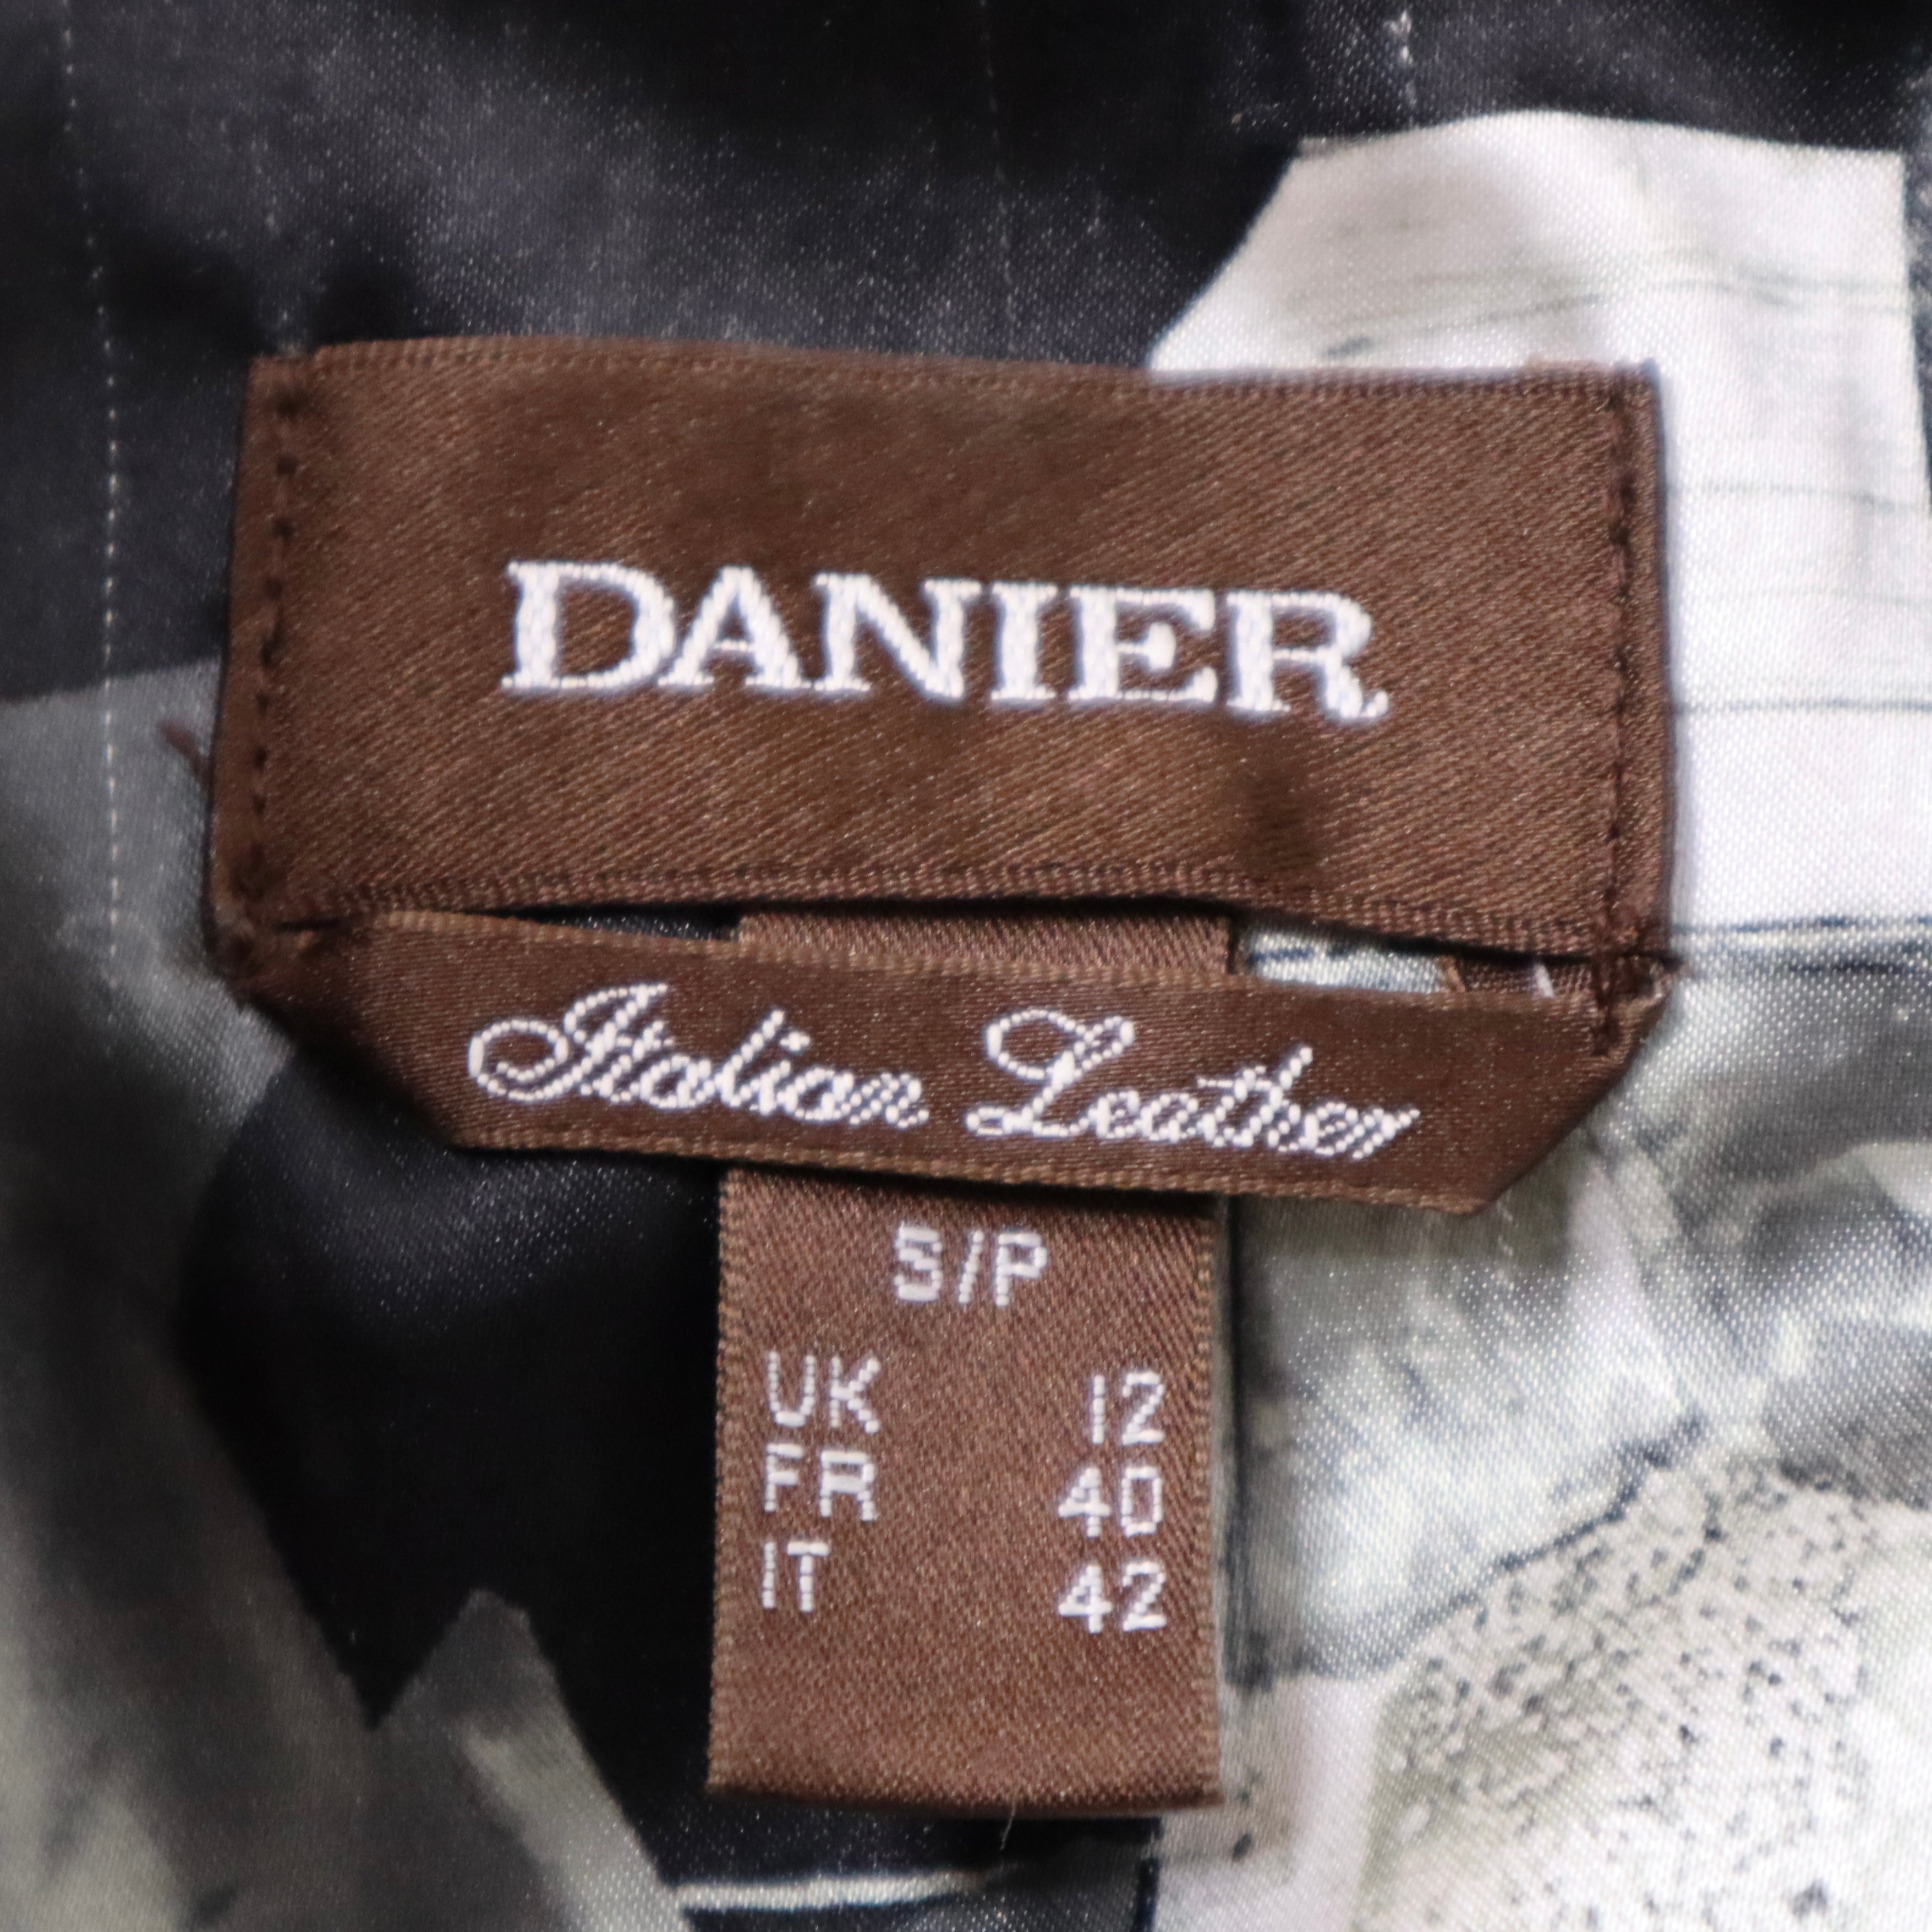 DANIER
Italian Leather
S/P
UK 12
FR 40
IT 42